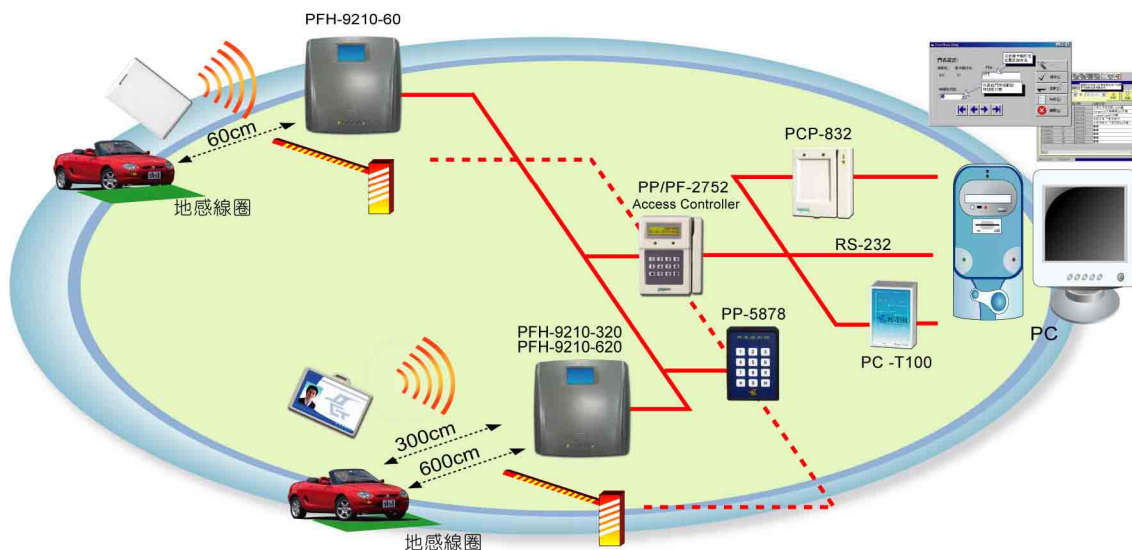 PFH-9210-60
60cm
地感線圈
PCP-832
PP/PF-2752
Access Controller
RS-232
PP-5878
PC -T100
PC
PFH-9210-320
PFH-9210-620
300cm
600cm
地感線圈